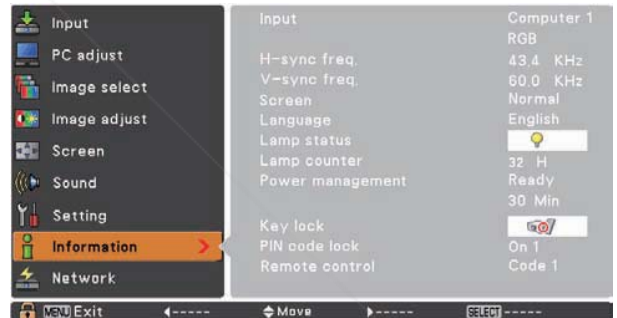 Input
PC adjust
Image select
Image adjust
Screen
Sound
Setting
Information
Network
Input Computer 1
RGB
H-sync freq. 43.4 KHz
V-sync freq. 60.0 KHz
Screen Normal
Language English
Lamp status
Lamp counter 32 H
Power management Ready
30 Min
Key lock
PIN code lock On 1
Remote control Code 1
MENU Exit ◄----- Move ►----- SELECT -----